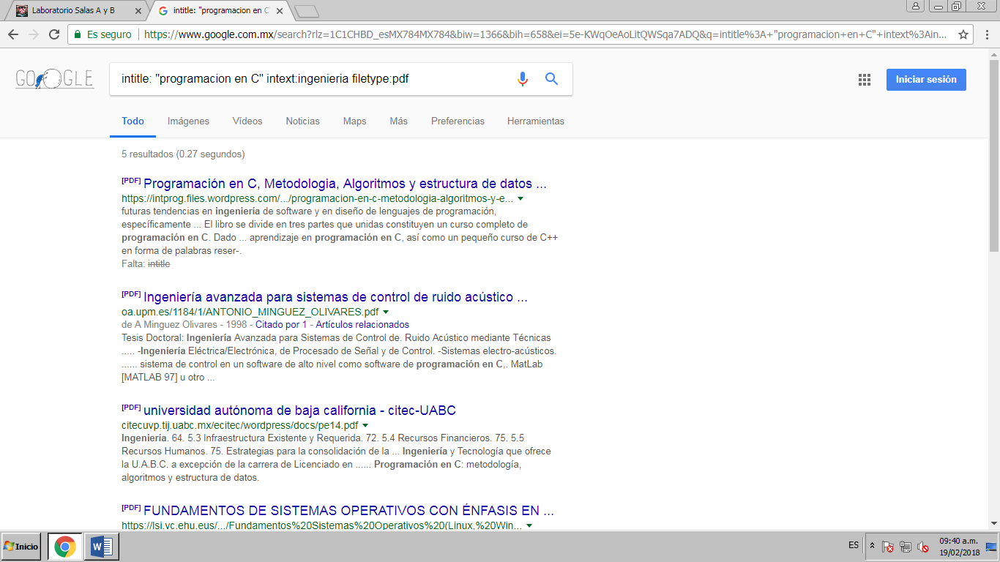 Laboratorio Salas A y B
intitle: "programacion en C
Es seguro
https://www.google.com.mx/search?rlz=1C1CHBD_esMX784MX784&biw=1366&bih=658&ei=5e-KWqOeAoLitQWSqa7ADQ&q=intitle%3A+"programacion+en+C"+intext%3Ain...
GOOGLE
intitle: "programacion en C" intext:ingenieria filetype:pdf
Iniciar sesión
Todo Imágenes Vídeos Noticias Maps Más Preferencias Herramientas
5 resultados (0.27 segundos)
[PDF] Programación en C, Metodologia, Algoritmos y estructura de datos ...
https://intprog.files.wordpress.com/.../programacion-en-c-metodologia-algoritmos-y-e...
futuras tendencias en ingeniería de software y en diseño de lenguajes de programación,
específicamente ... El libro se divide en tres partes que unidas constituyen un curso completo de
programación en C. Dado ... aprendizaje en programación en C, así como un pequeño curso de C++
en forma de palabras reser-.
Falta: intitle
[PDF] Ingeniería avanzada para sistemas de control de ruido acústico ...
oa.upm.es/1184/1/ANTONIO_MINGUEZ_OLIVARES.pdf
de A Minguez Olivares - 1998 - Citado por 1 - Artículos relacionados
Tesis Doctoral: Ingeniería Avanzada para Sistemas de Control de. Ruido Acústico mediante Técnicas
..... -Ingeniería Eléctrica/Electrónica, de Procesado de Señal y de Control. -Sistemas electro-acústicos.
...... sistema de control en un software de alto nivel como software de programación en C,. MatLab
[MATLAB 97] u otro ...
[PDF] universidad autónoma de baja california - citec-UABC
citecuvp.tij.uabc.mx/ecitec/wordpress/docs/pe14.pdf
Ingeniería. 64. 5.3 Infraestructura Existente y Requerida. 72. 5.4 Recursos Financieros. 75. 5.5
Recursos Humanos. 75. Estrategias para la consolidación de la ... Ingeniería y Tecnología que ofrece
la U.A.B.C. a excepción de la carrera de Licenciado en ...... Programación en C: metodología,
algoritmos y estructura de datos.
[PDF] FUNDAMENTOS DE SISTEMAS OPERATIVOS CON ÉNFASIS EN ...
https://lsi.vc.ehu.eus/.../Fundamentos%20Sistemas%20Operativos%20(Linux,%20Win...
Inicio
ES
09:40 a.m.
19/02/2018